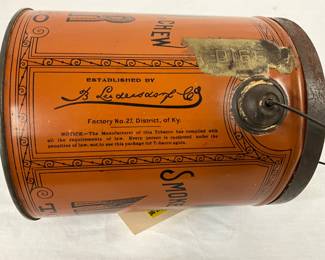 CHEW
ESTABLISHED BY
B Leidersdorf & Co
Factory No. 27, District, of Ky.
NOTICE.—The Manufacturer of this Tobacco has complied with
all the requirements of law. Every person is cautioned under
the penalties of law, not to use this package for Tobacco again.
SMOKE